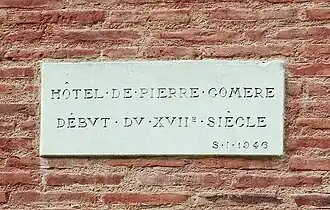 HÔTEL·DE·PIERRE·COMERE
DÉBVT·DV·XVIIᴱ·SIÈCLE
S·I·1946